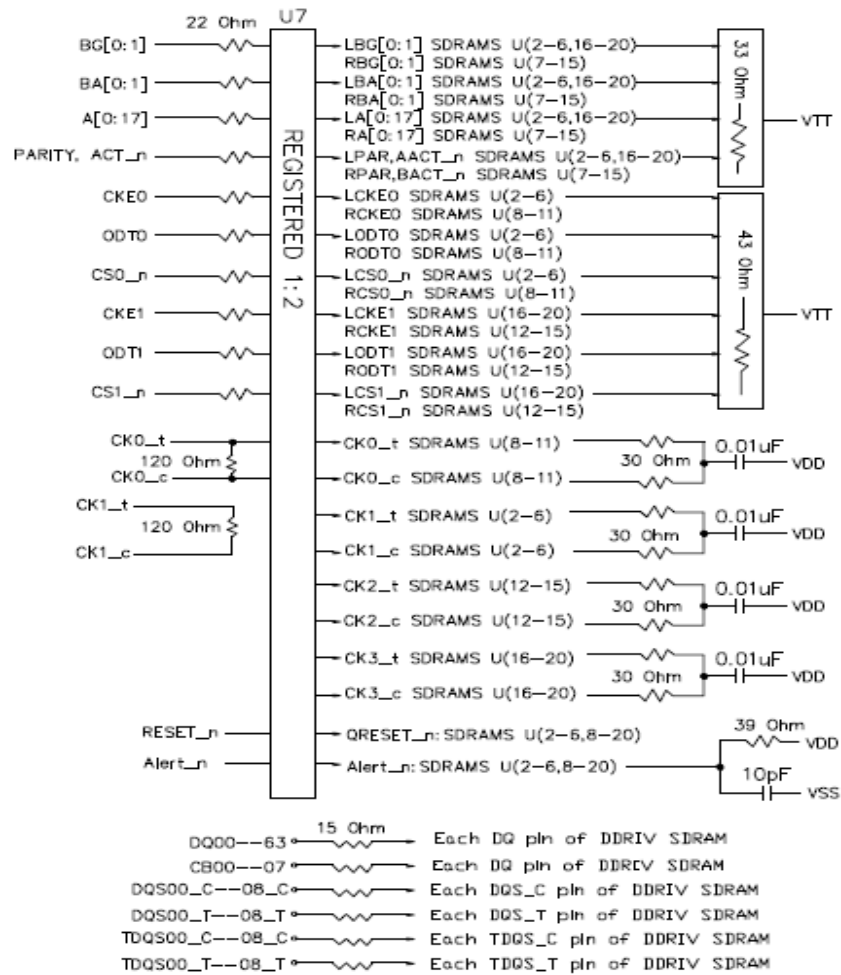 22 Ohm
U7
BG[0:1]
LBG[0:1] SDRAMS U(2-6,16-20)
RBG[0:1] SDRAMS U(7-15)
BA[0:1]
LBA[0:1] SDRAMS U(2-6,16-20)
RBA[0:1] SDRAMS U(7-15)
A[0:17]
LA[0:17] SDRAMS U(2-6,16-20)
RA[0:17] SDRAMS U(7-15)
PARITY, ACT_n
LPAR,AACT_n SDRAMS U(2-6,16-20)
RPAR,BACT_n SDRAMS U(7-15)
33 Ohm
VTT
REGISTERED 1:2
CKE0
LCKE0 SDRAMS U(2-6)
RCKE0 SDRAMS U(8-11)
ODT0
LODT0 SDRAMS U(2-6)
RODT0 SDRAMS U(8-11)
CS0_n
LCS0_n SDRAMS U(2-6)
RCS0_n SDRAMS U(8-11)
CKE1
LCKE1 SDRAMS U(16-20)
RCKE1 SDRAMS U(12-15)
ODT1
LODT1 SDRAMS U(16-20)
RODT1 SDRAMS U(12-15)
CS1_n
LCS1_n SDRAMS U(16-20)
RCS1_n SDRAMS U(12-15)
43 Ohm
VTT
CK0_t
120 Ohm
CK0_c
CK1_t
120 Ohm
CK1_c
CK0_t SDRAMS U(8-11)
CK0_c SDRAMS U(8-11)
30 Ohm
0.01uF
VDD
CK1_t SDRAMS U(2-6)
CK1_c SDRAMS U(2-6)
30 Ohm
0.01uF
VDD
CK2_t SDRAMS U(12-15)
CK2_c SDRAMS U(12-15)
30 Ohm
0.01uF
VDD
CK3_t SDRAMS U(16-20)
CK3_c SDRAMS U(16-20)
30 Ohm
0.01uF
VDD
RESET_n
QRESET_n: SDRAMS U(2-6,8-20)
Alert_n
Alert_n: SDRAMS U(2-6,8-20)
39 Ohm
VDD
10pF
VSS
15 Ohm
DQ00--63
Each DQ pin of DDRIV SDRAM
CB00--07
Each DQ pin of DDRIV SDRAM
DQS00_C--08_C
Each DQS_C pin of DDRIV SDRAM
DQS00_T--08_T
Each DQS_T pin of DDRIV SDRAM
TDQS00_C--08_C
Each TDQS_C pin of DDRIV SDRAM
TDQS00_T--08_T
Each TDQS_T pin of DDRIV SDRAM